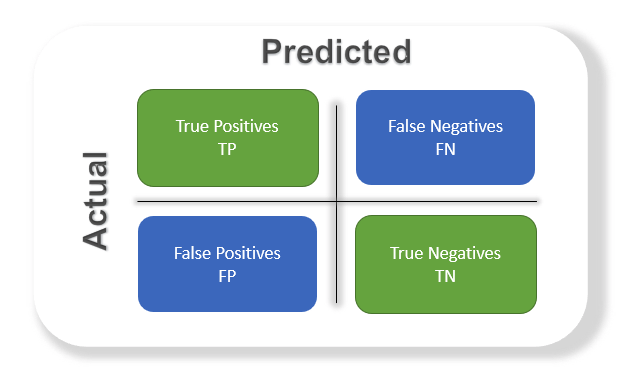 Predicted
Actual
True Positives
TP
False Negatives
FN
False Positives
FP
True Negatives
TN